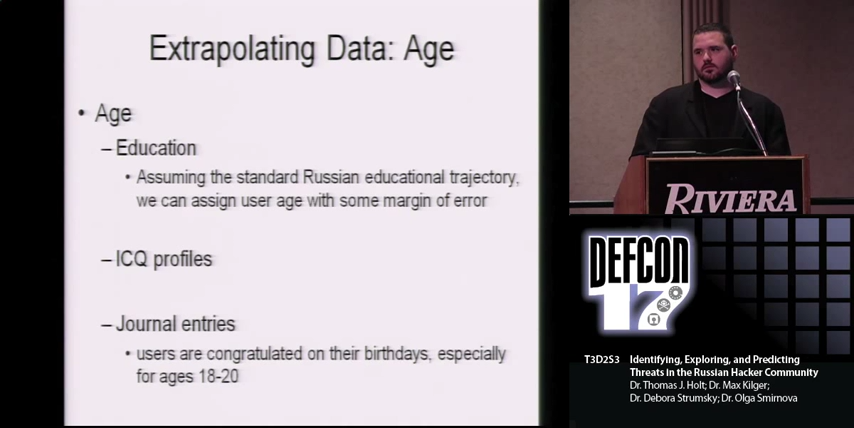 Extrapolating Data: Age
• Age
– Education
• Assuming the standard Russian educational trajectory,
we can assign user age with some margin of error
– ICQ profiles
– Journal entries
• users are congratulated on their birthdays, especially
for ages 18-20
RIVIERA
DEFCON
17
T3D2S3 Identifying, Exploring, and Predicting
Threats in the Russian Hacker Community
Dr. Thomas J. Holt; Dr. Max Kilger;
Dr. Debora Strumsky; Dr. Olga Smirnova